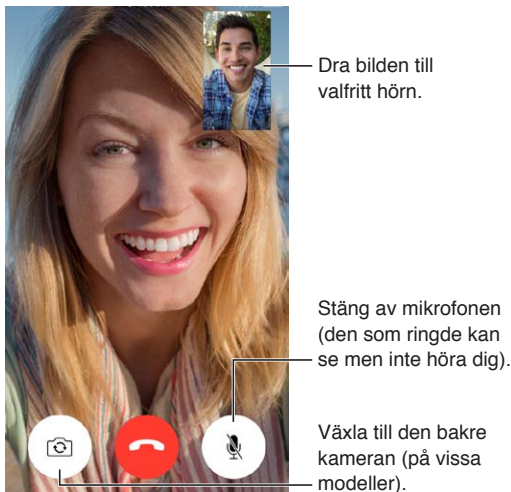 Dra bilden till
valfritt hörn.
Stäng av mikrofonen
(den som ringde kan
se men inte höra dig).
Växla till den bakre
kameran (på vissa
modeller).